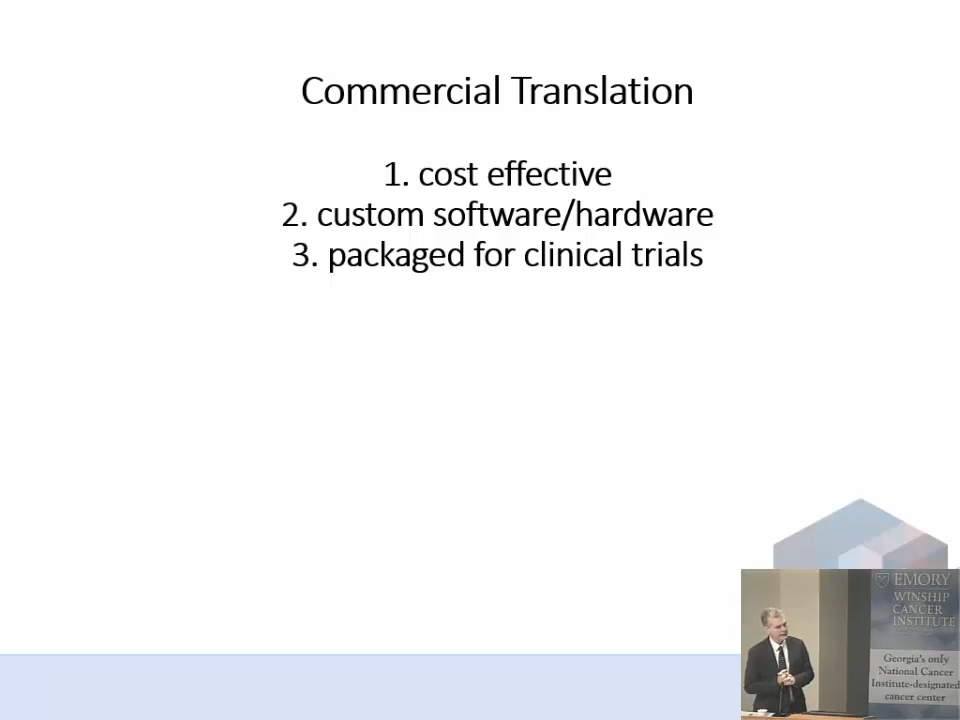 Commercial Translation
1. cost effective
2. custom software/hardware
3. packaged for clinical trials
EMORY
WINSHIP
CANCER
INSTITUTE
Georgia's only
National Cancer
Institute-designated
cancer center